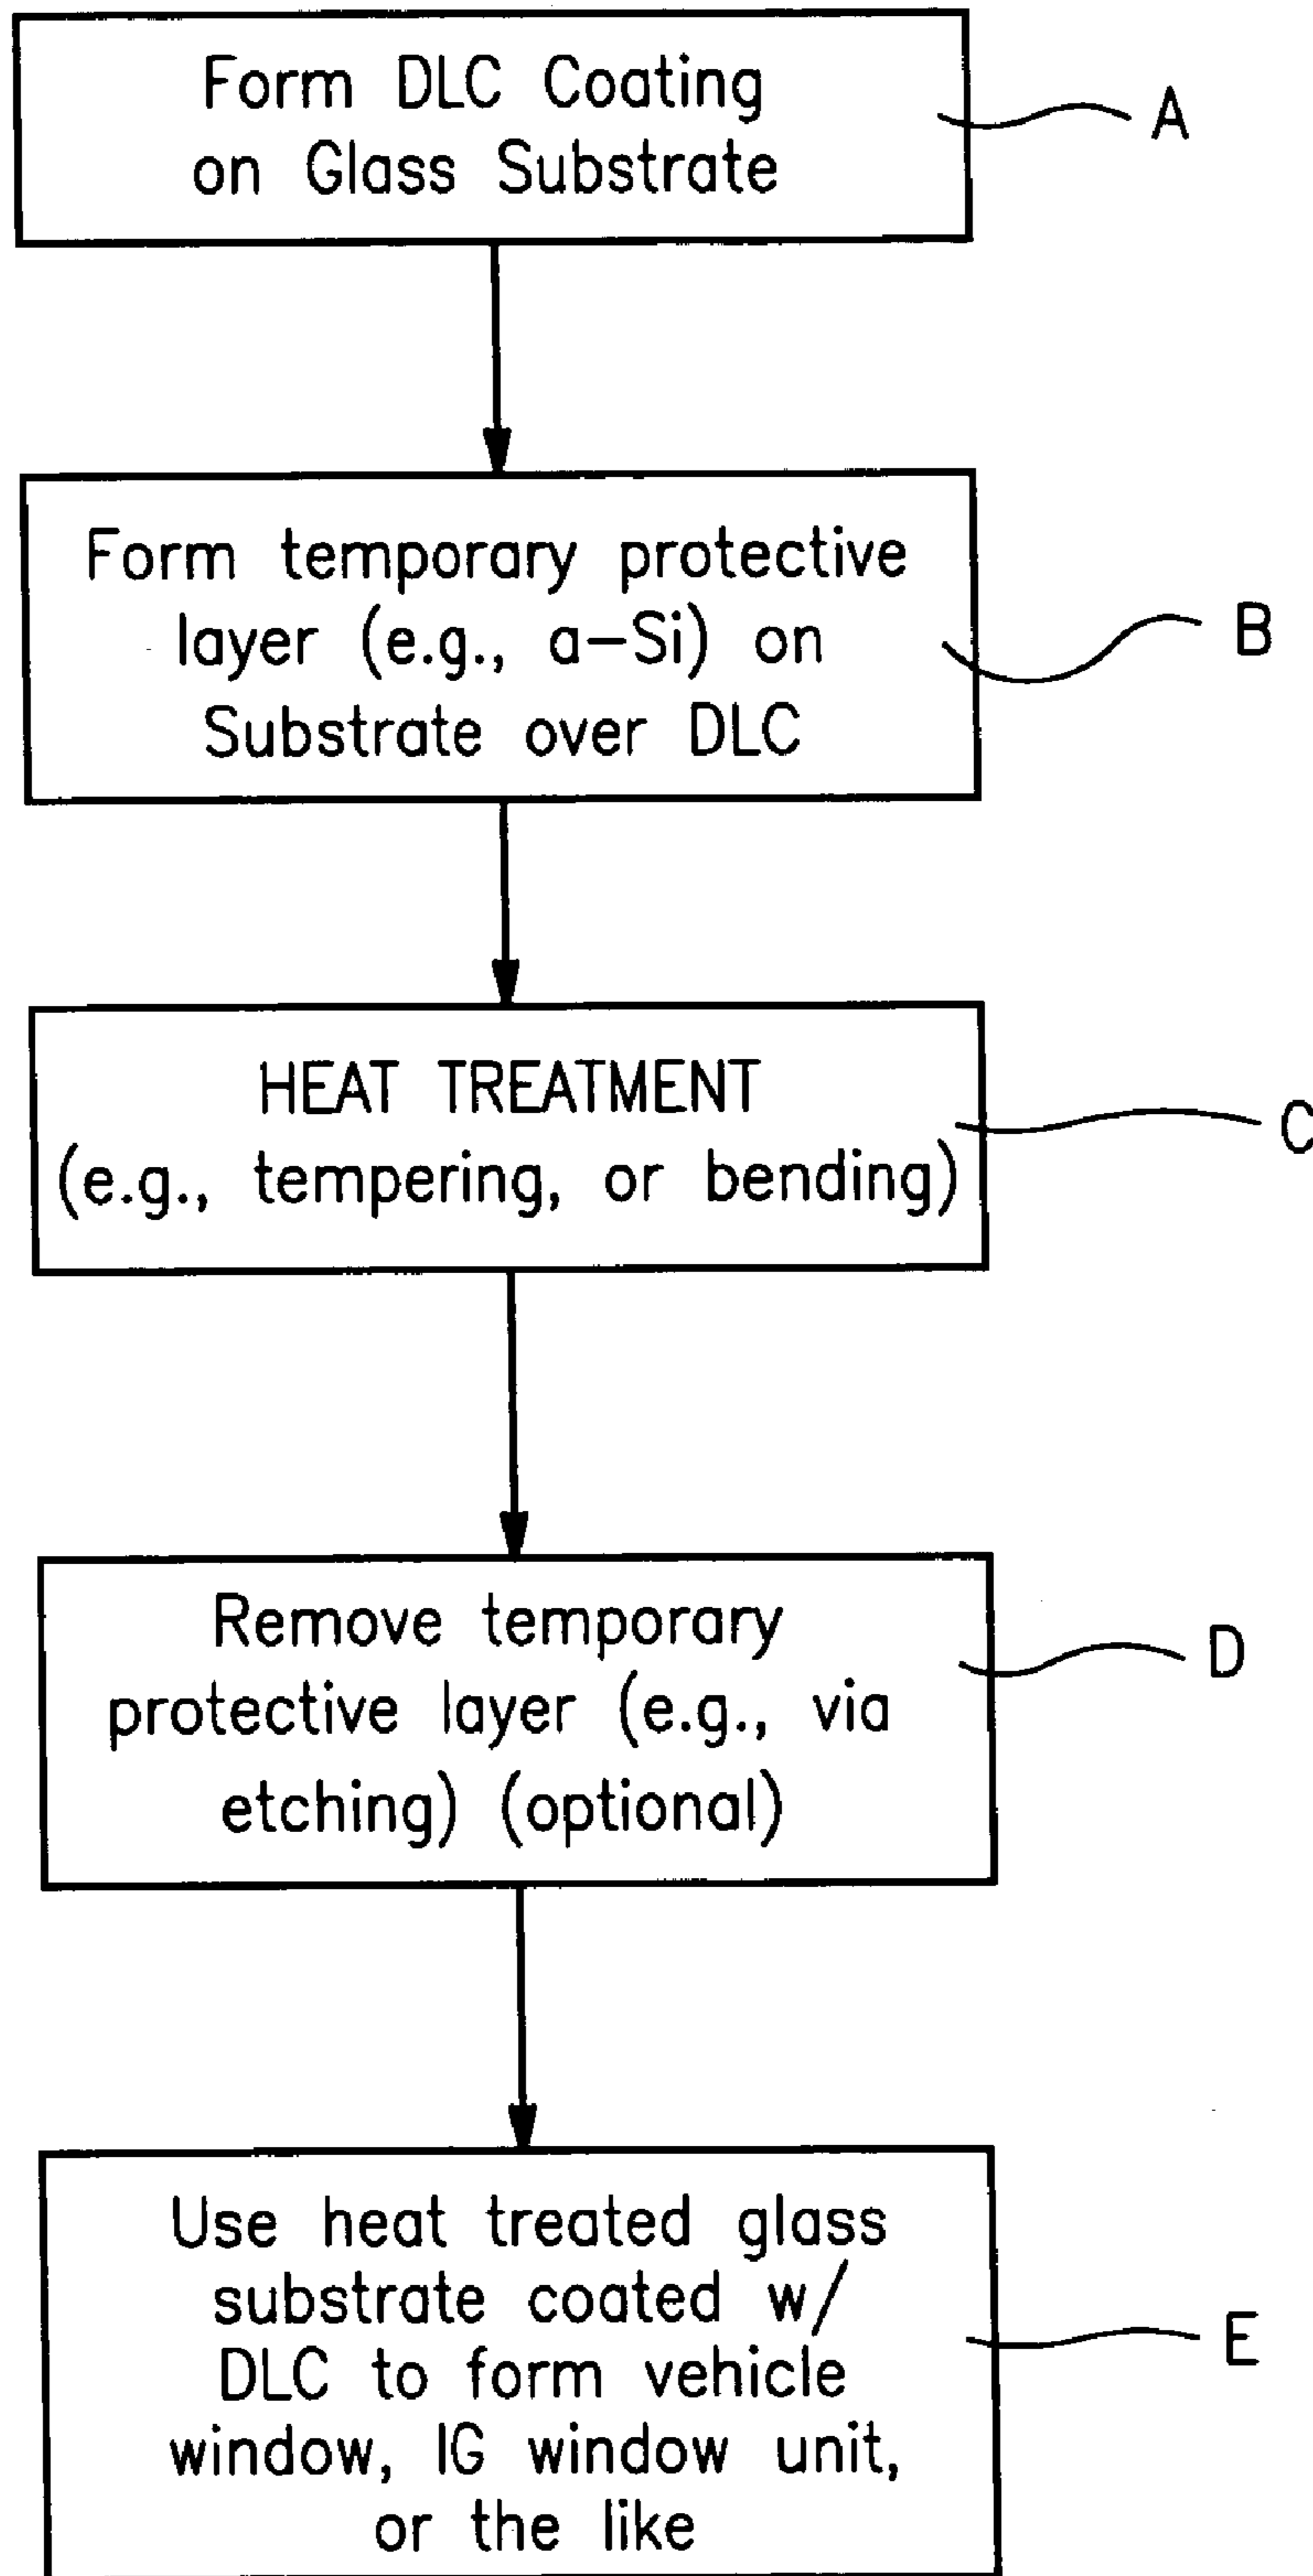 Form DLC Coating
on Glass Substrate
A
Form temporary protective
layer (e.g., a-Si) on
Substrate over DLC
B
HEAT TREATMENT
(e.g., tempering, or bending)
C
Remove temporary
protective layer (e.g., via
etching) (optional)
D
Use heat treated glass
substrate coated w/
DLC to form vehicle
window, IG window unit,
or the like
E